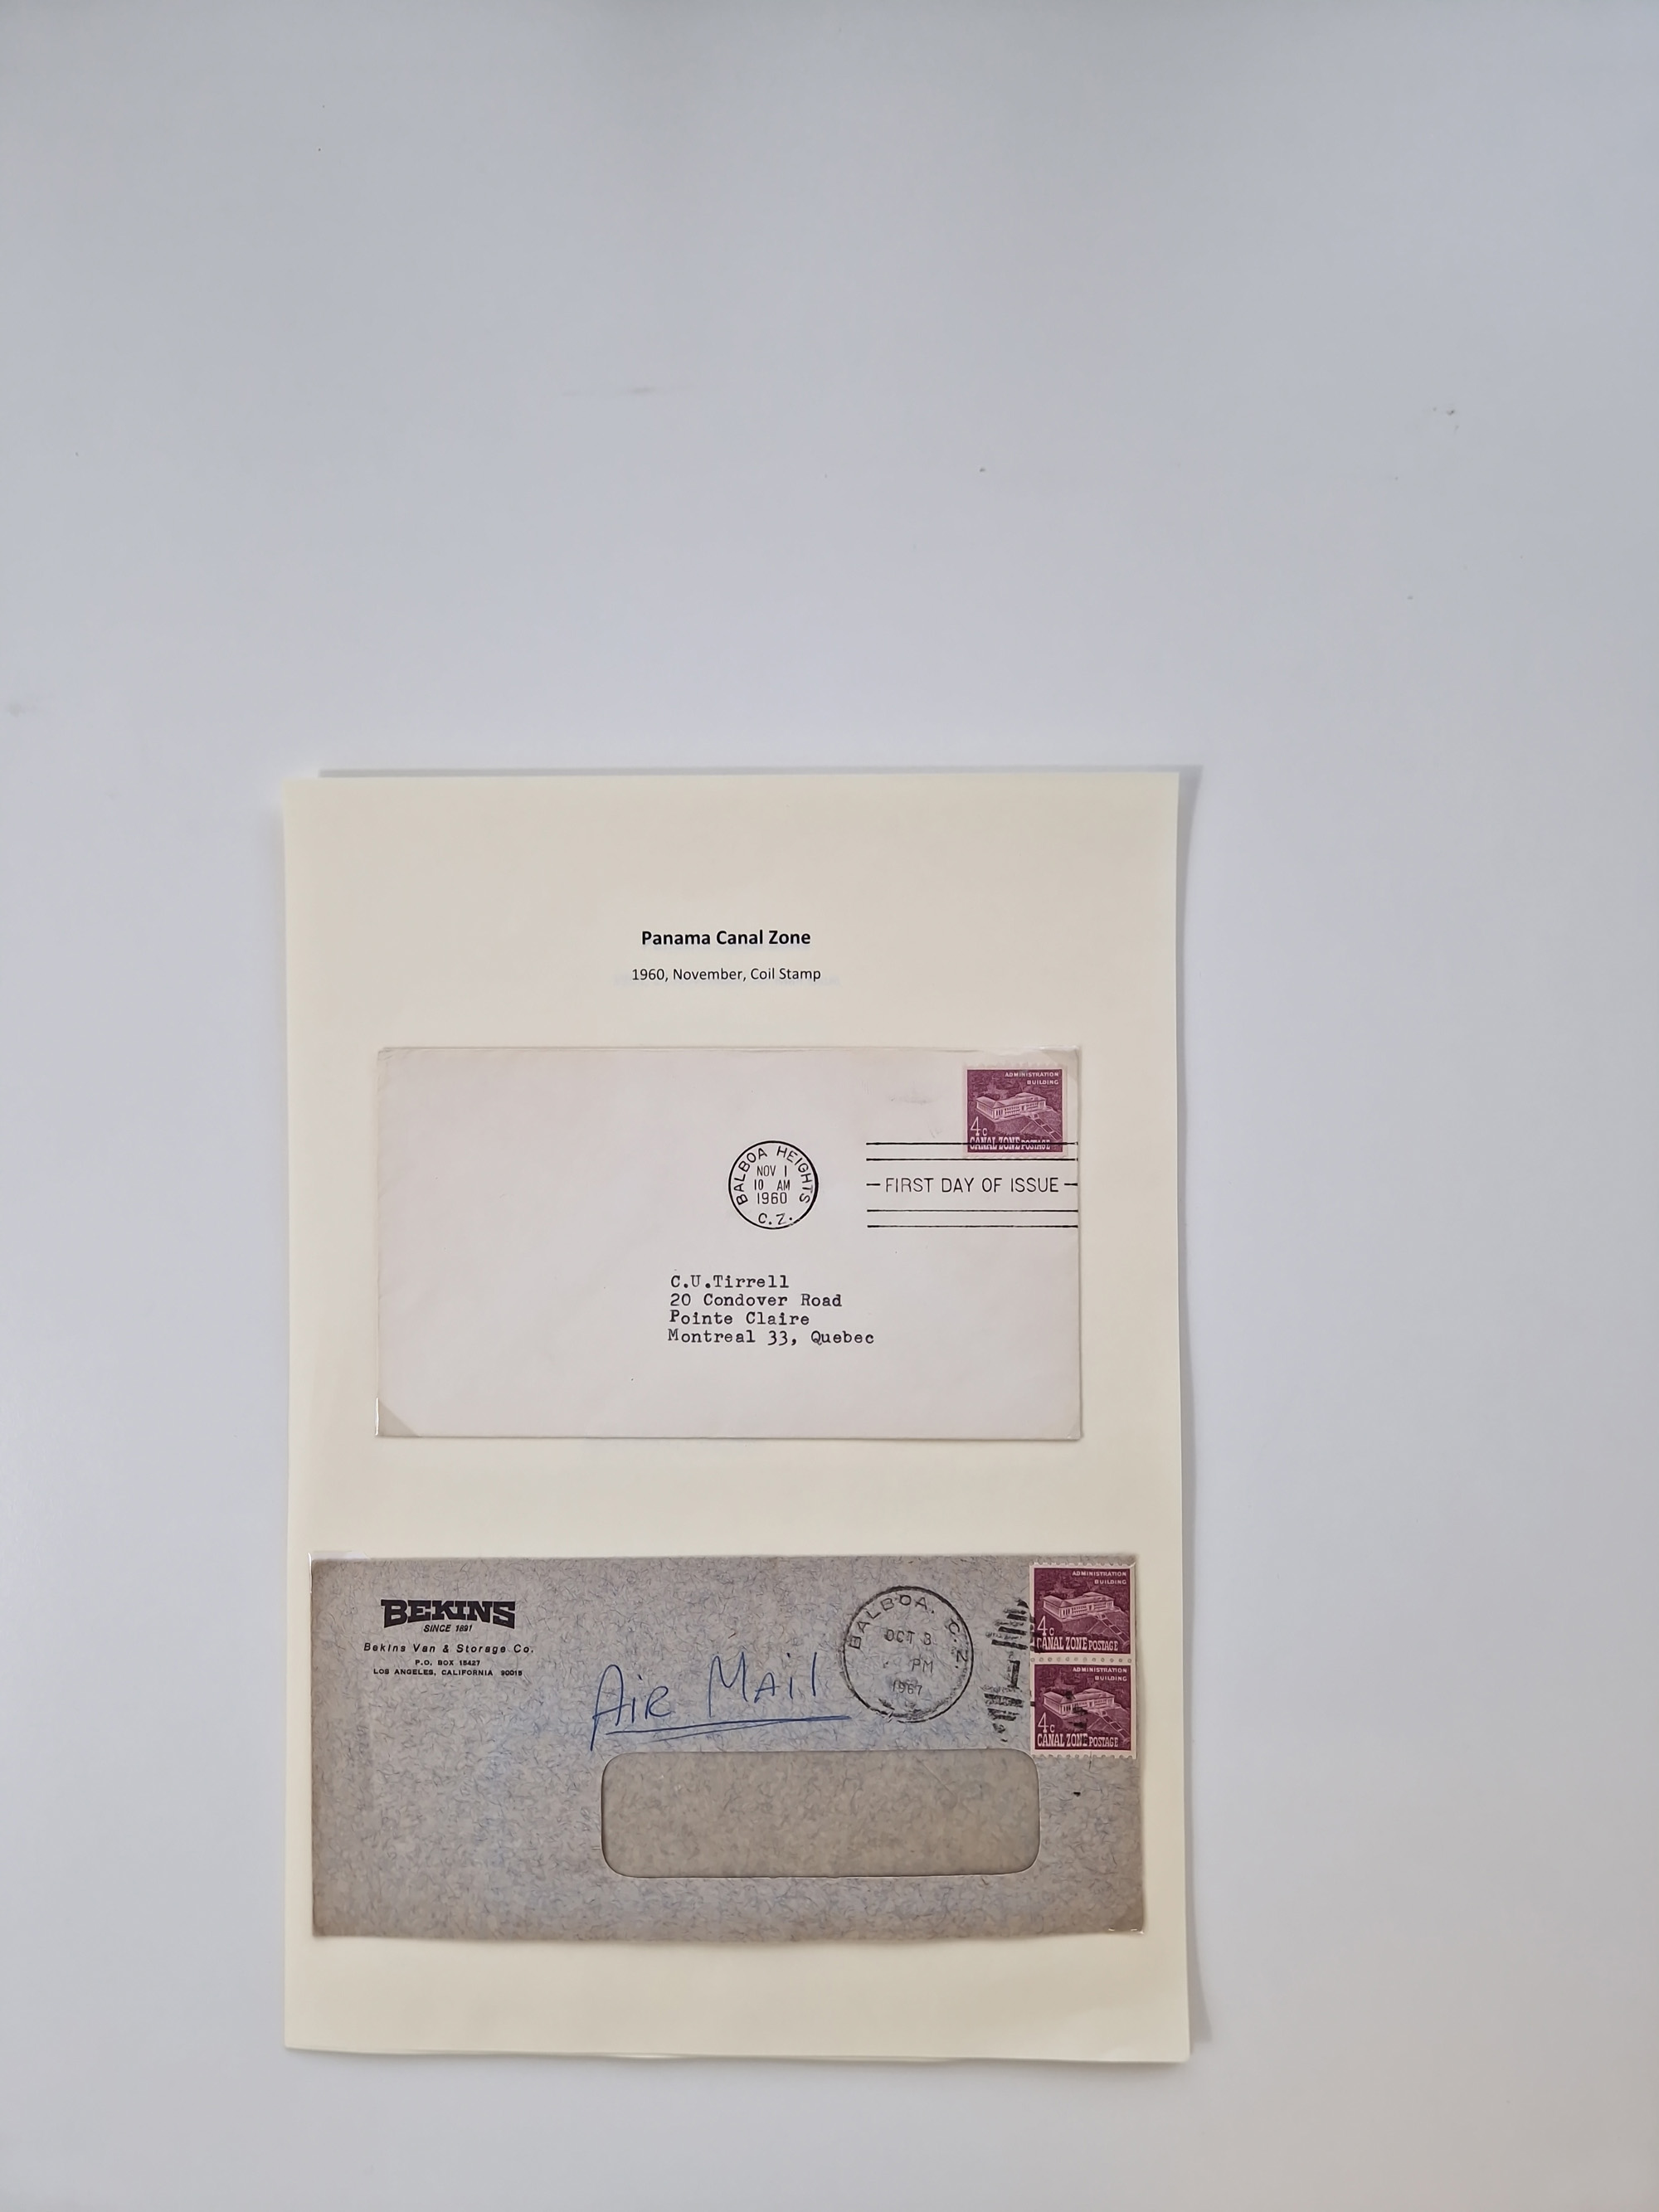 Panama Canal Zone
1960, November, Coil Stamp
ADMINISTRATION
BUILDING
4c
CANAL ZONE POSTAGE
BALBOA HEIGHTS
NOV 1
10 AM
1960
C.Z.
FIRST DAY OF ISSUE
C.U.Tirrell
20 Condover Road
Pointe Claire
Montreal 33, Quebec
BEKINS
SINCE 1891
Bekins Van & Storage Co.
P.O. BOX 15427
LOS ANGELES, CALIFORNIA 90015
Air Mail
BALBOA. C.Z.
OCT 3
PM
1967
1
ADMINISTRATION
BUILDING
4c
CANAL ZONE POSTAGE
ADMINISTRATION
BUILDING
4c
CANAL ZONE POSTAGE